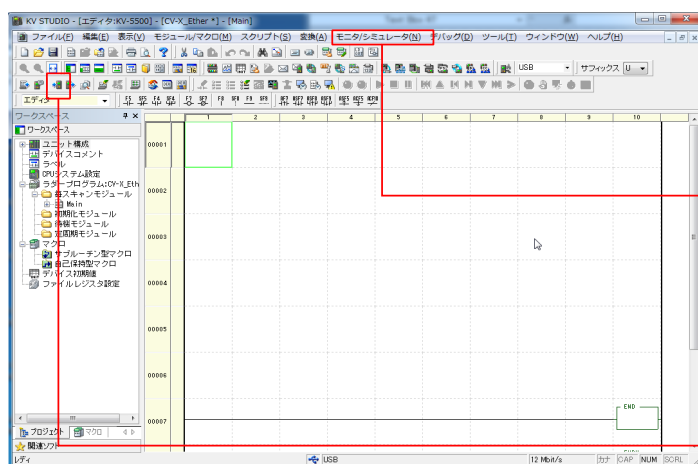 KV STUDIO - [エディタ:KV-5500] - [CV-X_Ether *] - [Main]
ファイル(F) 編集(E) 表示(V) モジュール/マクロ(M) スクリプト(S) 変換(A) モニタ/シミュレータ(N) デバッグ(D) ツール(T) ウィンドウ(W) ヘルプ(H)
USB サフィックス U
エディタ
F5 SF5 F4 SF4 F7 SF7 F8 SF8 F9 SF9
ワークスペース
1 2 3 4 5 6 7 8 9 10
ワークスペース
ユニット構成
デバイスコメント
ラベル
CPUシステム設定
ラダープログラム:CV-X_Eth
毎スキャンモジュール
Main
初期化モジュール
待機モジュール
定周期モジュール
マクロ
サブルーチン型マクロ
自己保持型マクロ
デバイス初期値
ファイルレジスタ設定
00001
00002
00003
00004
00005
00006
00007
END
プロジェクト マクロ
関連ソフト
レディ USB 12 Mbit/s カナ CAP NUM SCRL